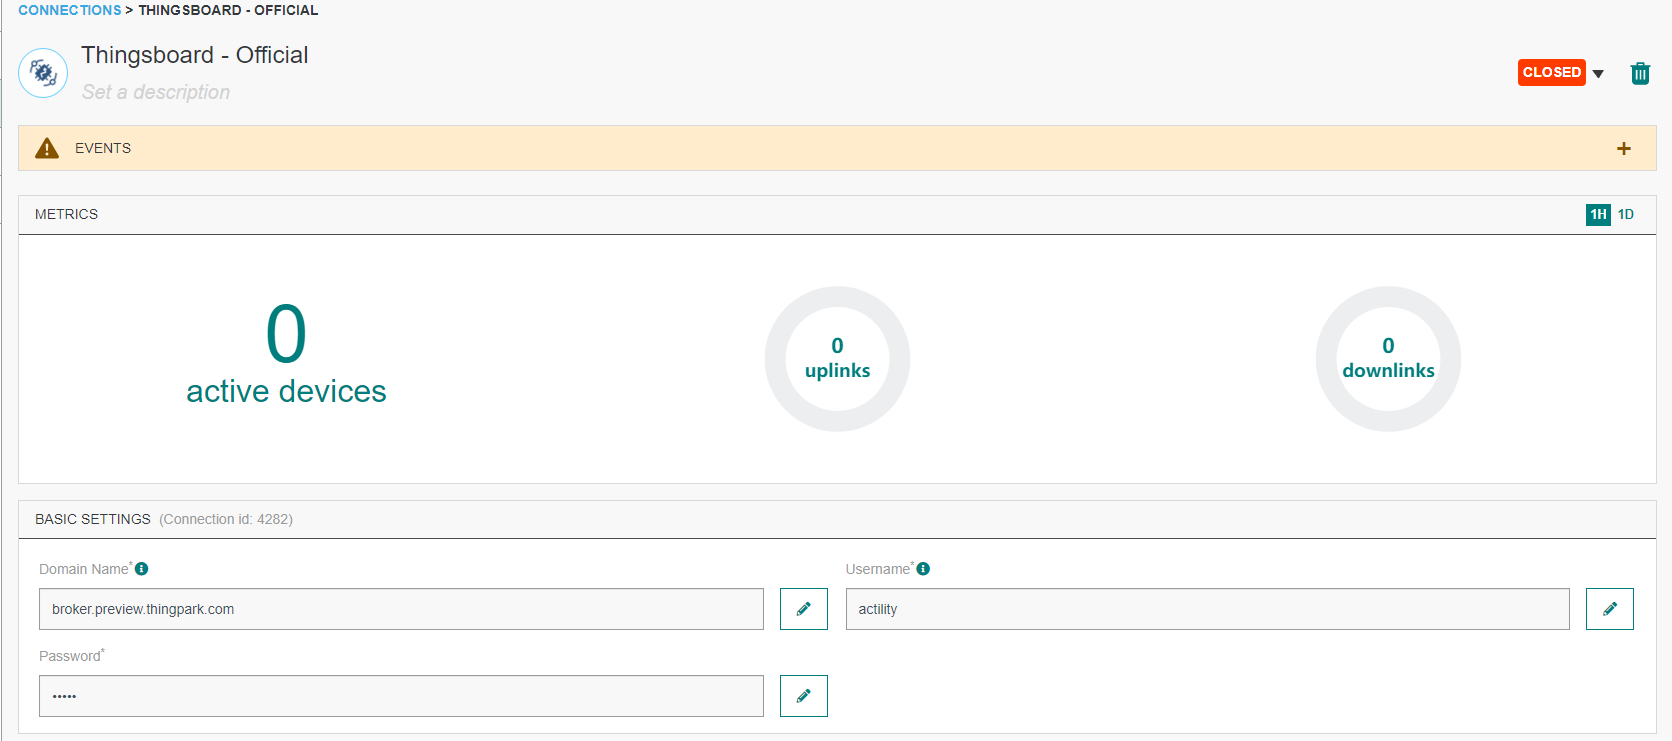 CONNECTIONS > THINGSBOARD - OFFICIAL
Thingsboard - Official
Set a description
CLOSED
EVENTS
METRICS
1H 1D
0
active devices
0
uplinks
0
downlinks
BASIC SETTINGS (Connection id: 4282)
Domain Name*
Username*
broker.preview.thingpark.com
actility
Password*
•••••